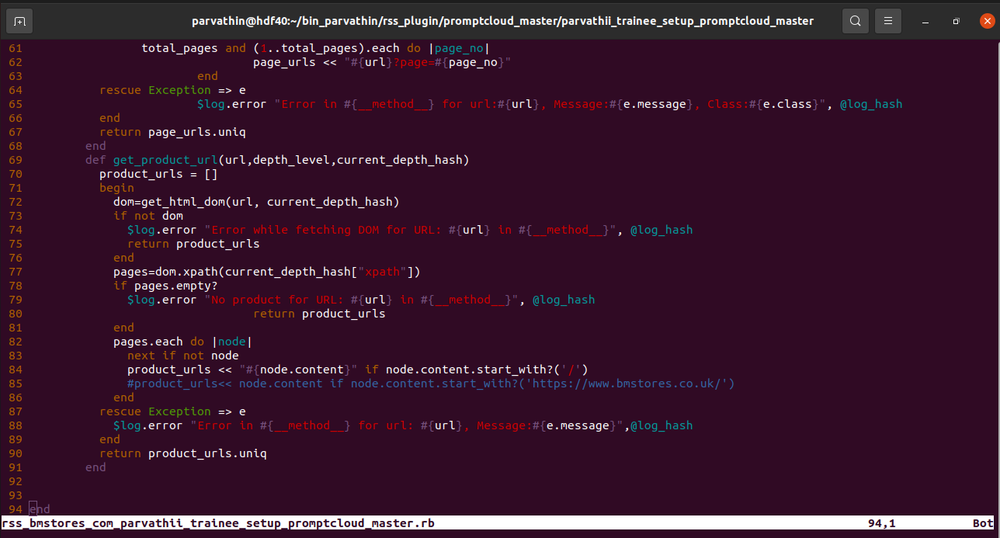 parvathin@hdf40:~/bin_parvathin/rss_plugin/promptcloud_master/parvathii_trainee_setup_promptcloud_master
61                 total_pages and (1..total_pages).each do |page_no|
62                                 page_urls << "#{url}?page=#{page_no}"
63                         end
64           rescue Exception => e
65                         $log.error "Error in #{__method__} for url:#{url}, Message:#{e.message}, Class:#{e.class}", @log_hash
66           end
67           return page_urls.uniq
68         end
69         def get_product_url(url,depth_level,current_depth_hash)
70           product_urls = []
71           begin
72             dom=get_html_dom(url, current_depth_hash)
73             if not dom
74               $log.error "Error while fetching DOM for URL: #{url} in #{__method__}", @log_hash
75               return product_urls
76             end
77             pages=dom.xpath(current_depth_hash["xpath"])
78             if pages.empty?
79               $log.error "No product for URL: #{url} in #{__method__}", @log_hash
80                                 return product_urls
81             end
82             pages.each do |node|
83               next if not node
84               product_urls << "#{node.content}" if node.content.start_with?('/')
85               #product_urls<< node.content if node.content.start_with?('https://www.bmstores.co.uk/')
86             end
87           rescue Exception => e
88             $log.error "Error in #{__method__} for url: #{url}, Message:#{e.message}",@log_hash
89           end
90           return product_urls.uniq
91         end
92
93
94 end
rss_bmstores_com_parvathii_trainee_setup_promptcloud_master.rb 94,1 Bot